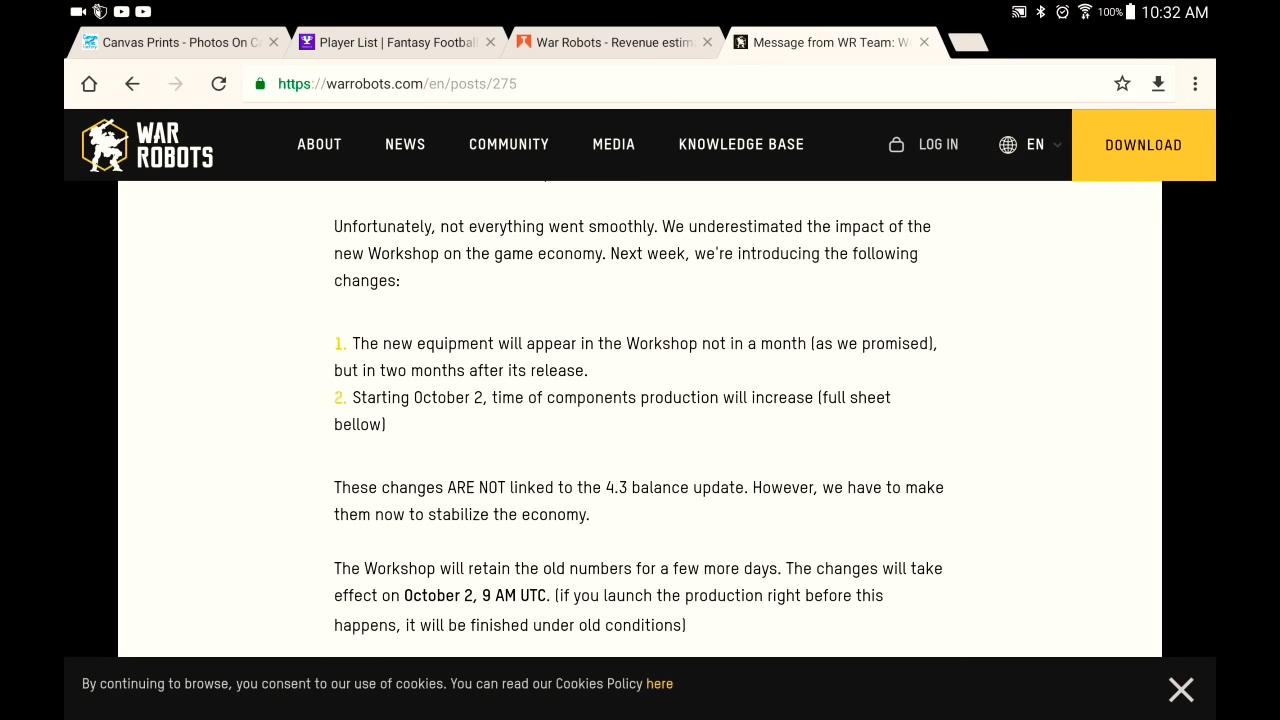 100% 10:32 AM
Canvas Prints - Photos On C
Player List | Fantasy Football
War Robots - Revenue estim
Message from WR Team: W
https://warrobots.com/en/posts/275
WAR
ROBOTS
ABOUT NEWS COMMUNITY MEDIA KNOWLEDGE BASE LOG IN EN DOWNLOAD
Unfortunately, not everything went smoothly. We underestimated the impact of the
new Workshop on the game economy. Next week, we're introducing the following
changes:
1. The new equipment will appear in the Workshop not in a month (as we promised),
but in two months after its release.
2. Starting October 2, time of components production will increase (full sheet
bellow)
These changes ARE NOT linked to the 4.3 balance update. However, we have to make
them now to stabilize the economy.
The Workshop will retain the old numbers for a few more days. The changes will take
effect on October 2, 9 AM UTC. (if you launch the production right before this
happens, it will be finished under old conditions)
By continuing to browse, you consent to our use of cookies. You can read our Cookies Policy here